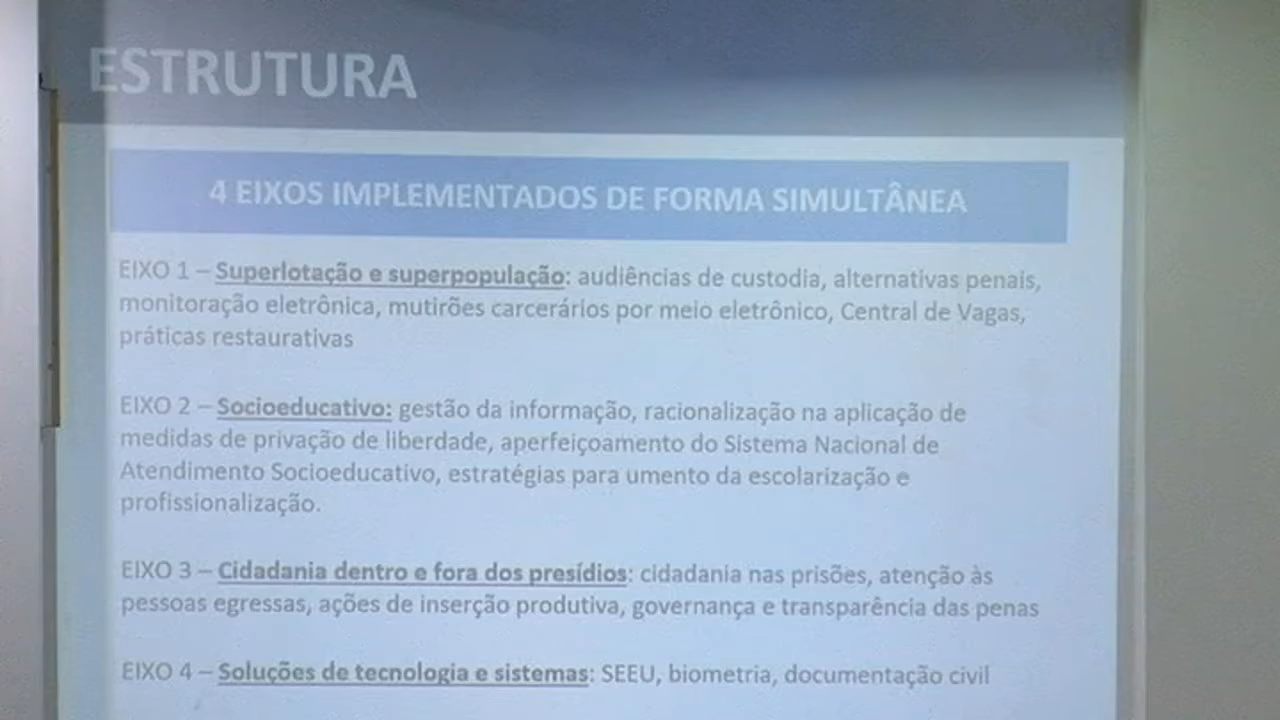 ESTRUTURA
4 EIXOS IMPLEMENTADOS DE FORMA SIMULTÂNEA
EIXO 1 – Superlotação e superpopulação: audiências de custodia, alternativas penais,
monitoração eletrônica, mutirões carcerários por meio eletrônico, Central de Vagas,
práticas restaurativas
EIXO 2 – Socioeducativo: gestão da informação, racionalização na aplicação de
medidas de privação de liberdade, aperfeiçoamento do Sistema Nacional de
Atendimento Socioeducativo, estratégias para umento da escolarização e
profissionalização.
EIXO 3 – Cidadania dentro e fora dos presídios: cidadania nas prisões, atenção às
pessoas egressas, ações de inserção produtiva, governança e transparência das penas
EIXO 4 – Soluções de tecnologia e sistemas: SEEU, biometria, documentação civil